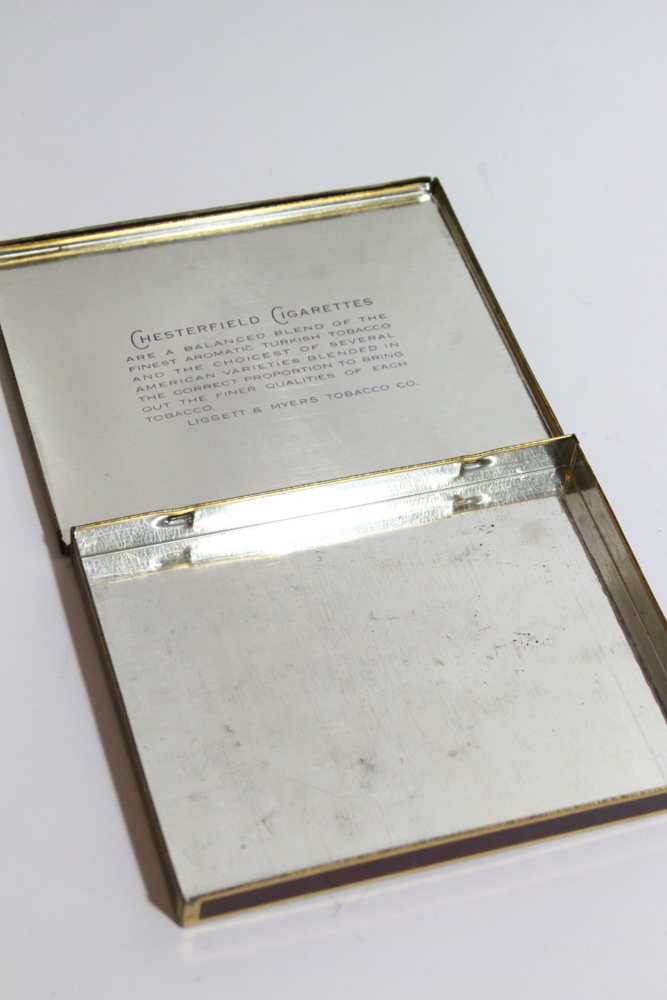 CHESTERFIELD CIGARETTES
ARE A BALANCED BLEND OF THE
FINEST AROMATIC TURKISH TOBACCO
AND THE CHOICEST OF SEVERAL
AMERICAN VARIETIES BLENDED IN
THE CORRECT PROPORTION TO BRING
OUT THE FINER QUALITIES OF EACH
TOBACCO.
LIGGETT & MYERS TOBACCO CO.